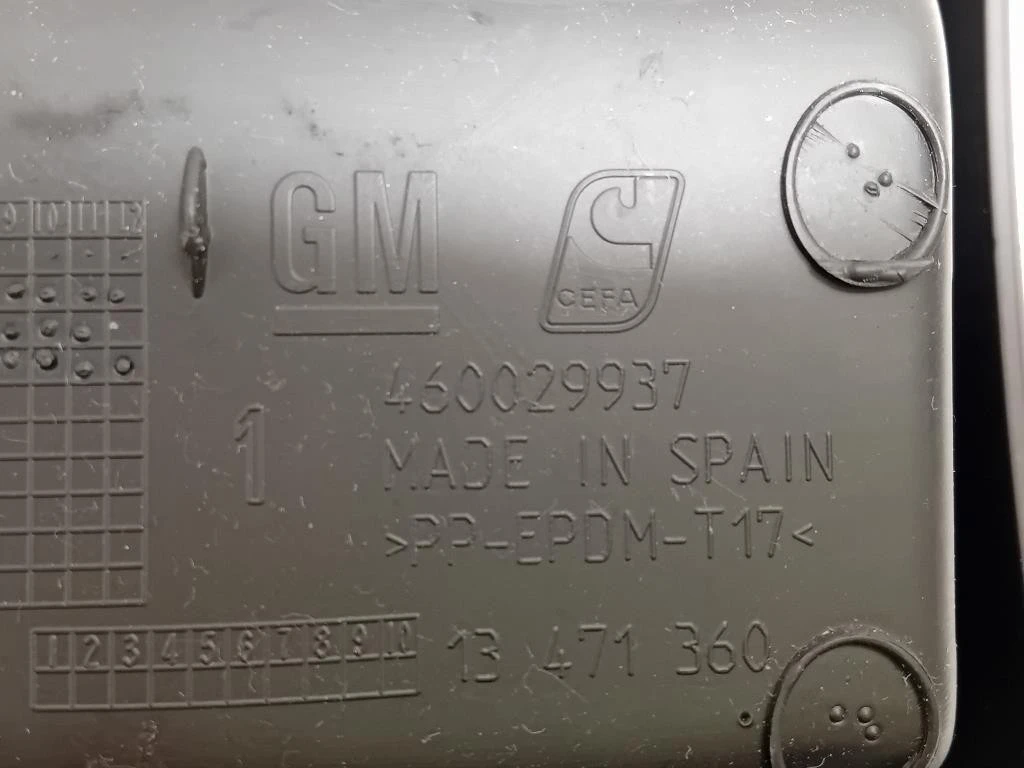 9 10 11 12
GM
CEFA
460029937
1
MADE IN SPAIN
>PP-EPDM-T17<
1 2 3 4 5 6 7 8 9 10
13 471 360